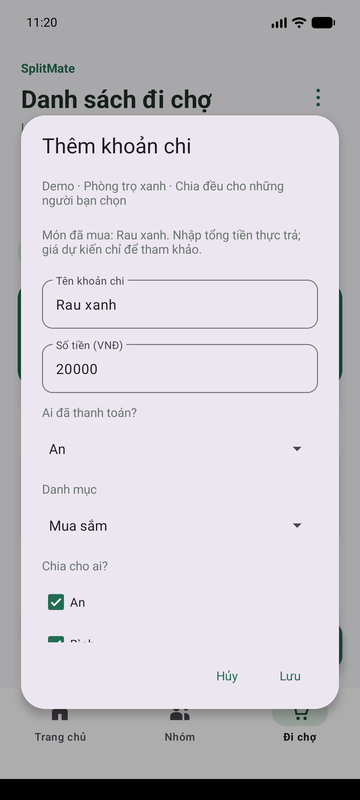 11:20
SplitMate
Danh sách đi chợ
Thêm khoản chi
Demo · Phòng trọ xanh · Chia đều cho những
người bạn chọn
Món đã mua: Rau xanh. Nhập tổng tiền thực trả;
giá dự kiến chỉ để tham khảo.
Tên khoản chi
Rau xanh
Số tiền (VNĐ)
20000
Ai đã thanh toán?
An
Danh mục
Mua sắm
Chia cho ai?
An
Hủy
Lưu
Trang chủ
Nhóm
Đi chợ